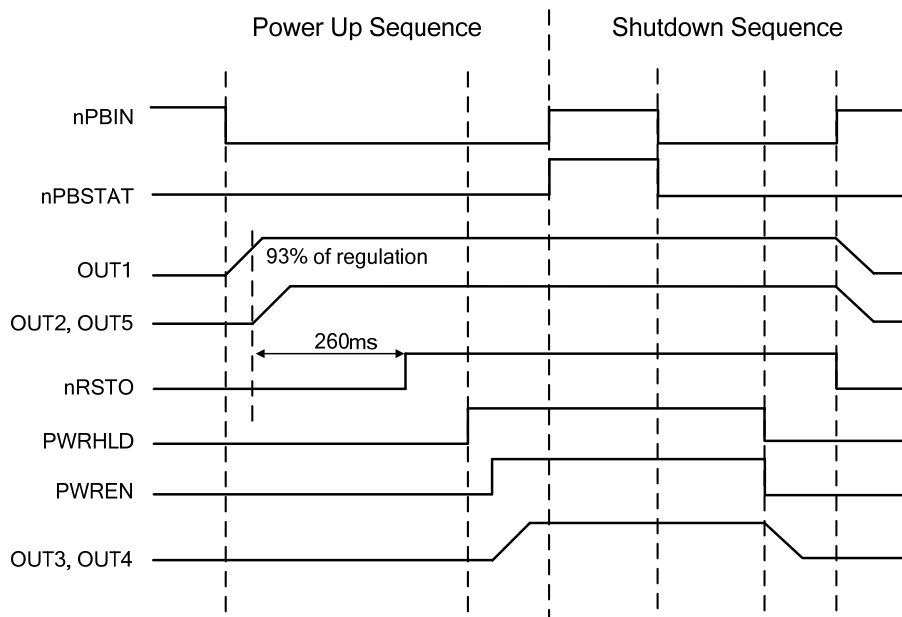 Power Up Sequence
Shutdown Sequence
nPBIN
nPBSTAT
OUT1
93% of regulation
OUT2, OUT5
260ms
nRSTO
PWRHLD
PWREN
OUT3, OUT4